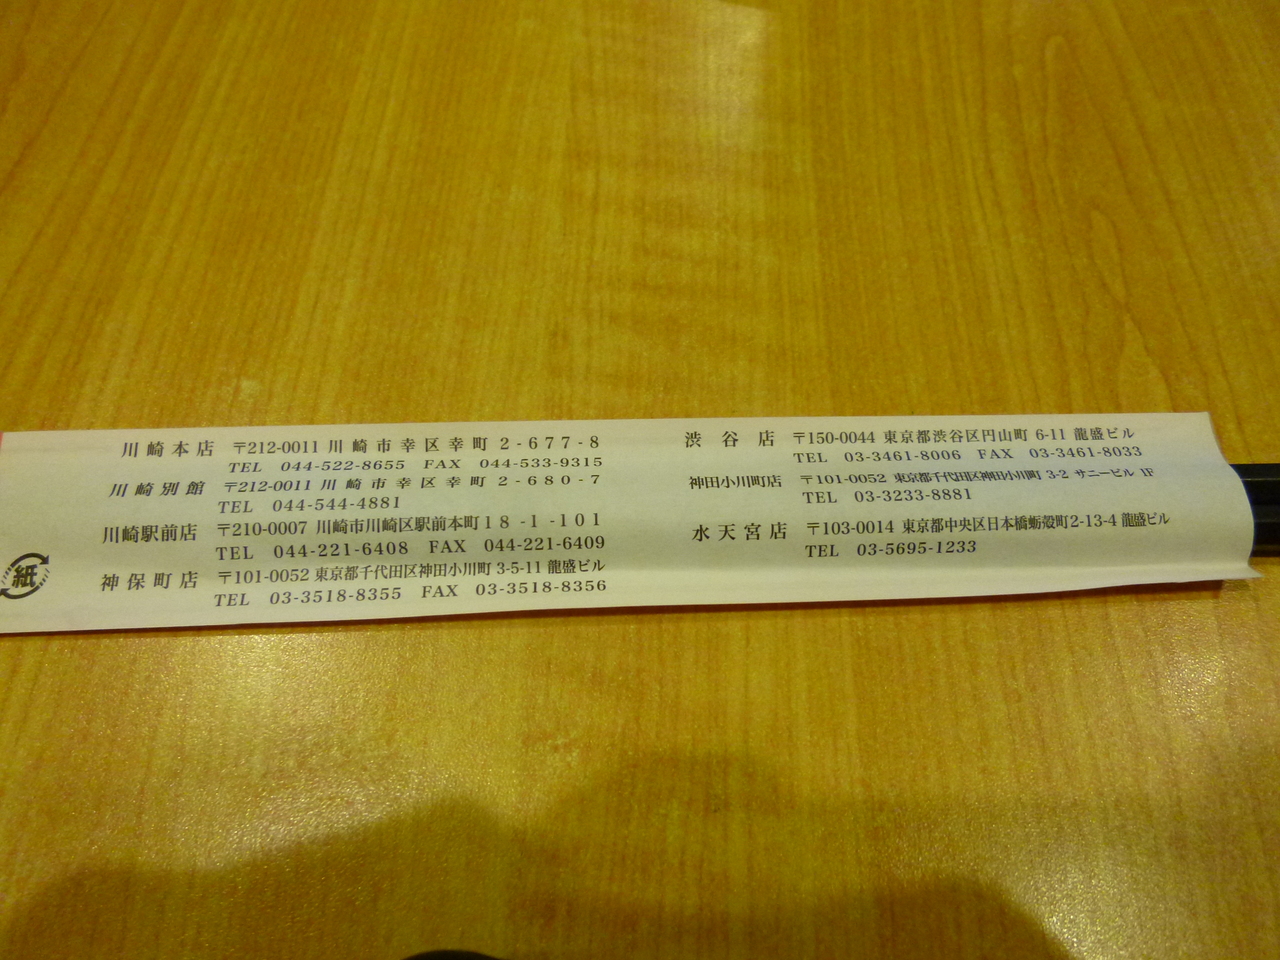 川崎本店 〒212-0011 川崎市幸区幸町2-677-8
TEL 044-522-8655 FAX 044-533-9315
川崎別館 〒212-0011 川崎市幸区幸町2-680-7
TEL 044-544-4881
川崎駅前店 〒210-0007 川崎市川崎区駅前本町18-1-101
TEL 044-221-6408 FAX 044-221-6409
神保町店 〒101-0052 東京都千代田区神田小川町3-5-11 龍盛ビル
TEL 03-3518-8355 FAX 03-3518-8356
渋谷店 〒150-0044 東京都渋谷区円山町 6-11 龍盛ビル
TEL 03-3461-8006 FAX 03-3461-8033
神田小川町店 〒101-0052 東京都千代田区神田小川町 3-2 サニービル 1F
TEL 03-3233-8881
水天宮店 〒103-0014 東京都中央区日本橋蛎殻町2-13-4 龍盛ビル
TEL 03-5695-1233
紙